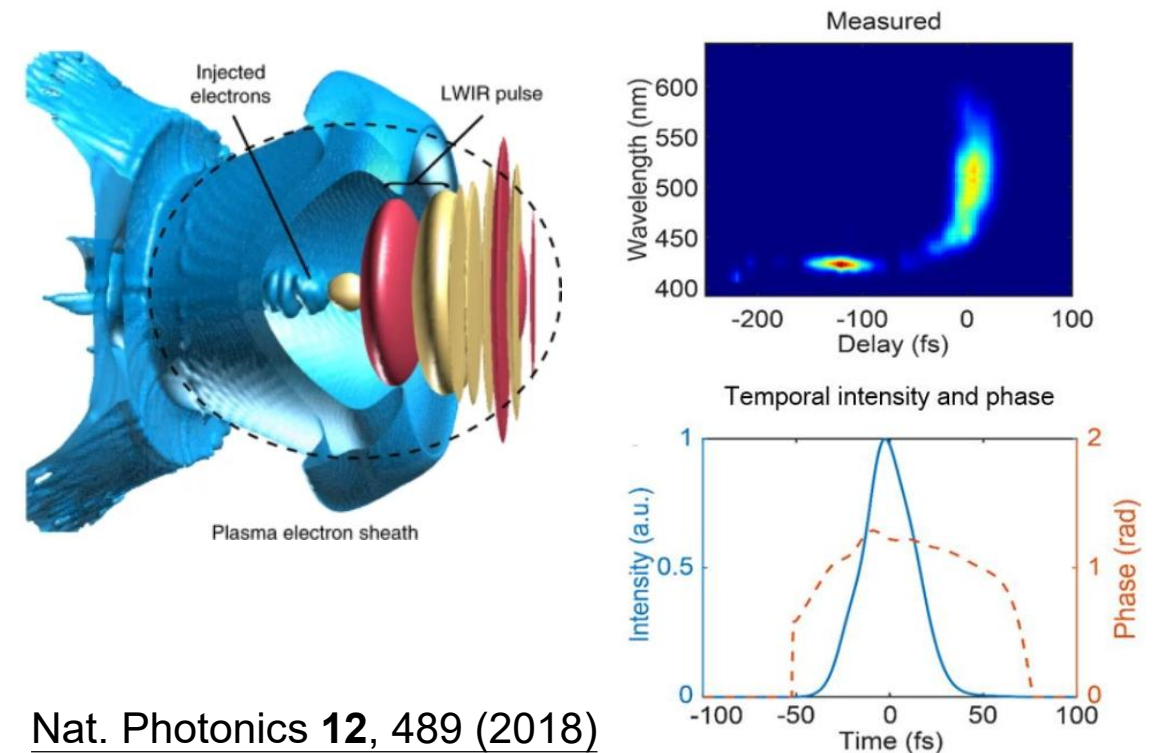 Injected
electrons
LWIR pulse
Plasma electron sheath
Nat. Photonics 12, 489 (2018)
Measured
Wavelength (nm)
600
550
500
450
400
-200
-100
0
100
Delay (fs)
Temporal intensity and phase
Intensity (a.u.)
1
0.5
0
2
1
0
Phase (rad)
-100
-50
0
50
100
Time (fs)